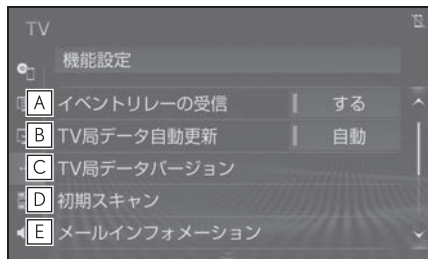 TV
機能設定
A イベントリレーの受信 する
B TV局データ自動更新 自動
C TV局データバージョン
D 初期スキャン
E メールインフォメーション